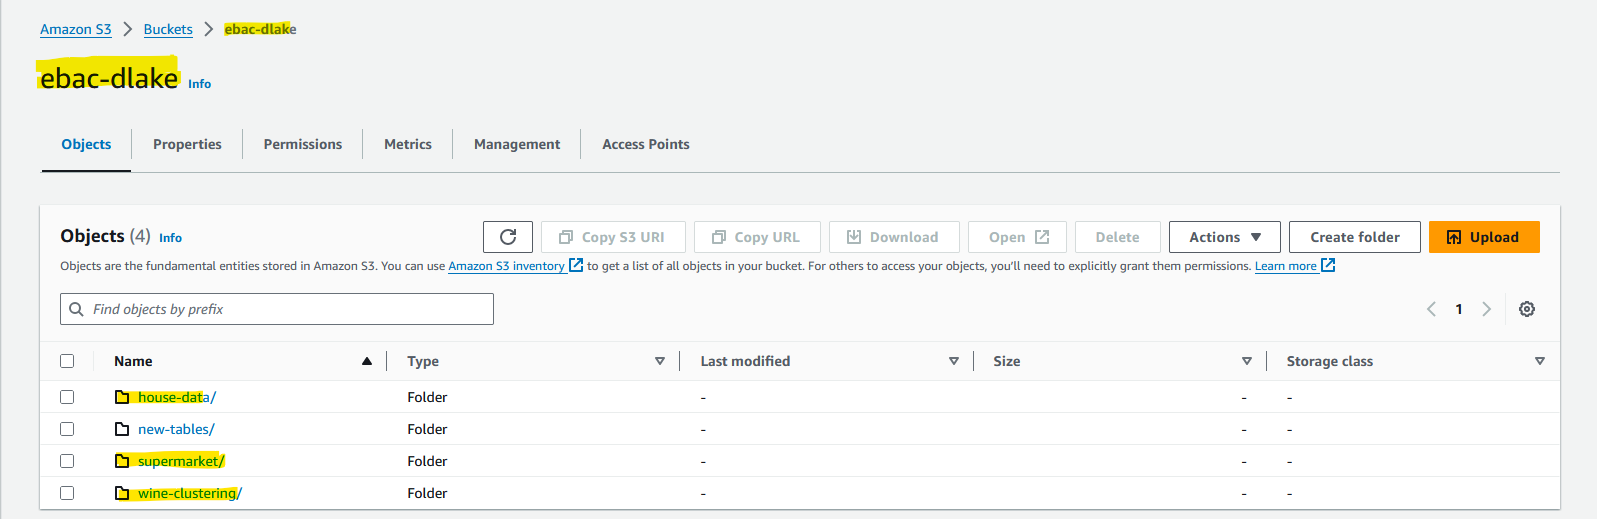 Amazon S3 > Buckets > ebac-dlake
ebac-dlake Info
Objects Properties Permissions Metrics Management Access Points
Objects (4) Info Copy S3 URI Copy URL Download Open Delete Actions Create folder Upload
Objects are the fundamental entities stored in Amazon S3. You can use Amazon S3 inventory to get a list of all objects in your bucket. For others to access your objects, you'll need to explicitly grant them permissions. Learn more
Find objects by prefix 1
Name Type Last modified Size Storage class
house-data/ Folder - - -
new-tables/ Folder - - -
supermarket/ Folder - - -
wine-clustering/ Folder - - -